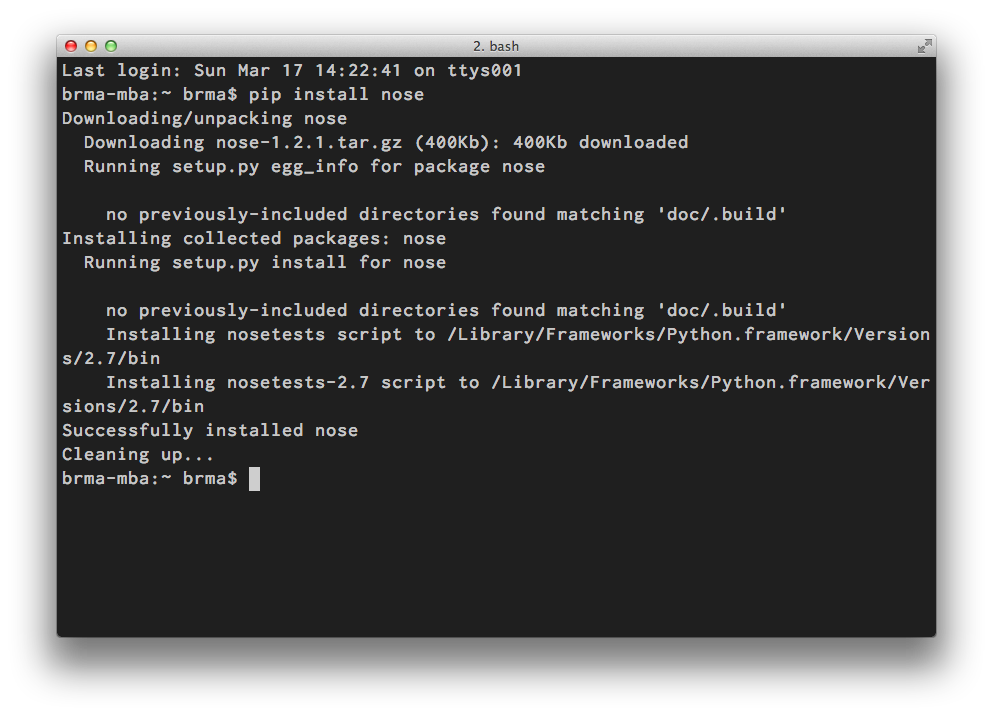 2. bash
Last login: Sun Mar 17 14:22:41 on ttys001
brma-mba:~ brma$ pip install nose
Downloading/unpacking nose
  Downloading nose-1.2.1.tar.gz (400Kb): 400Kb downloaded
  Running setup.py egg_info for package nose

    no previously-included directories found matching 'doc/.build'
Installing collected packages: nose
  Running setup.py install for nose

    no previously-included directories found matching 'doc/.build'
    Installing nosetests script to /Library/Frameworks/Python.framework/Version
s/2.7/bin
    Installing nosetests-2.7 script to /Library/Frameworks/Python.framework/Ver
sions/2.7/bin
Successfully installed nose
Cleaning up...
brma-mba:~ brma$